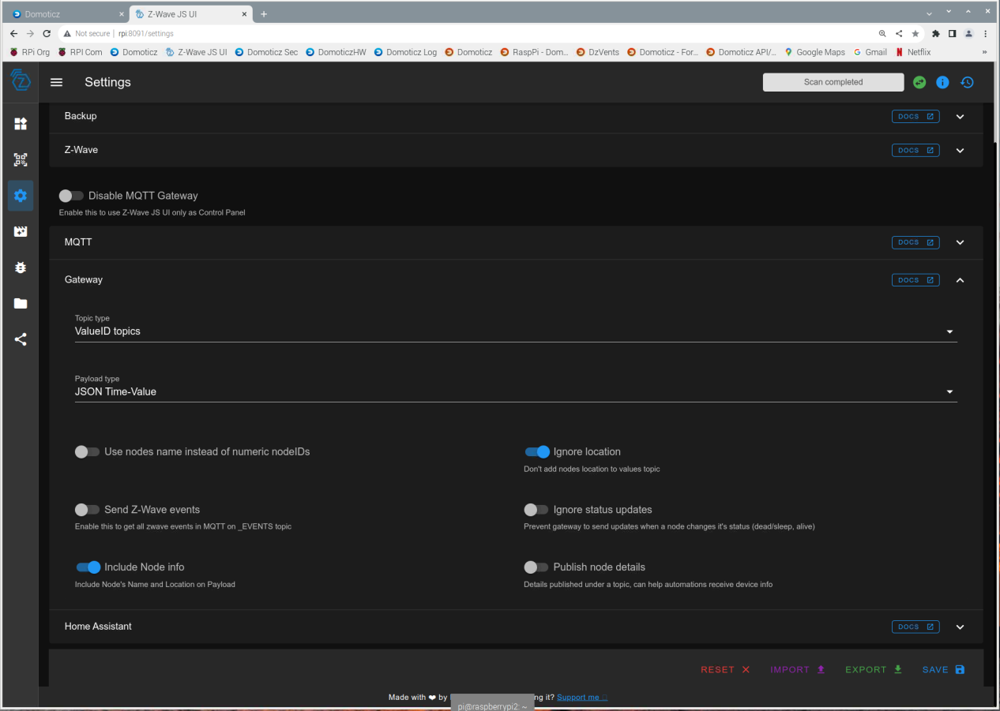 Domoticz
Z-Wave JS UI
Not secure | rpi:8091/settings
RPi Org RPI Com Domoticz Z-Wave JS UI Domoticz Sec DomoticzHW Domoticz Log Domoticz RaspPi - Dom... DzVents Domoticz - For... Domoticz API/... Google Maps Gmail Netflix »
Settings
Scan completed
Backup DOCS
Z-Wave DOCS
Disable MQTT Gateway
Enable this to use Z-Wave JS UI only as Control Panel
MQTT DOCS
Gateway DOCS
Topic type
ValueID topics
Payload type
JSON Time-Value
Use nodes name instead of numeric nodeIDs
Ignore location
Don't add nodes location to values topic
Send Z-Wave events
Enable this to get all zwave events in MQTT on _EVENTS topic
Ignore status updates
Prevent gateway to send updates when a node changes it's status (dead/sleep, alive)
Include Node info
Include Node's Name and Location on Payload
Publish node details
Details published under a topic, can help automations receive device info
Home Assistant DOCS
RESET IMPORT EXPORT SAVE
Made with ❤ by ng it? Support me
pi@raspberrypi2: ~